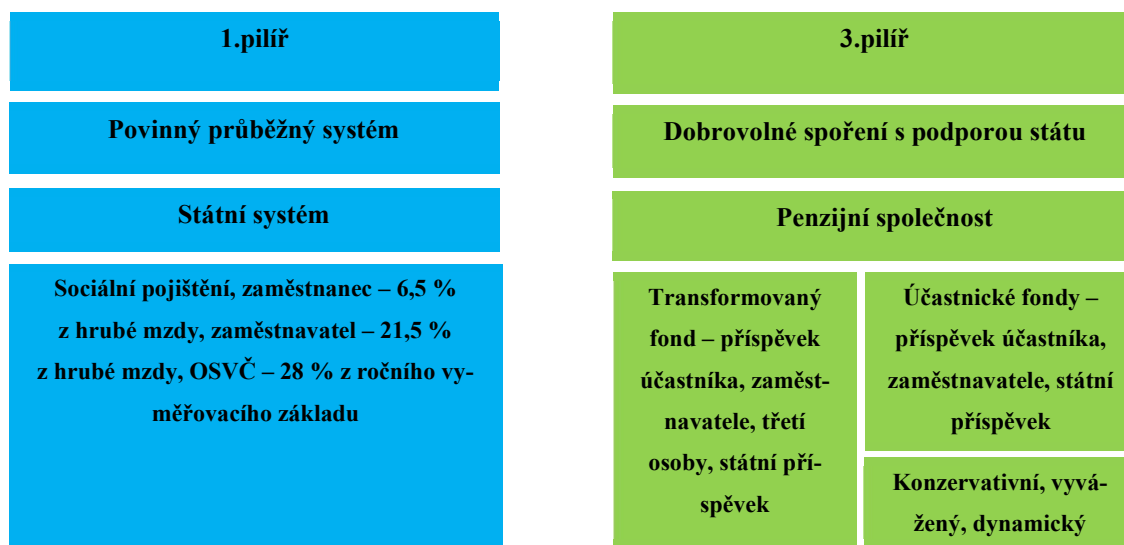 1.pilíř
Povinný průběžný systém
Státní systém
Sociální pojištění, zaměstnanec – 6,5 %
z hrubé mzdy, zaměstnavatel – 21,5 %
z hrubé mzdy, OSVČ – 28 % z ročního vy-
měřovacího základu
3.pilíř
Dobrovolné spoření s podporou státu
Penzijní společnost
Transformovaný
fond – příspěvek
účastníka, zaměst-
navatele, třetí
osoby, státní pří-
spěvek
Účastnické fondy –
příspěvek účastníka,
zaměstnavatele, státní
příspěvek
Konzervativní, vyvá-
žený, dynamický